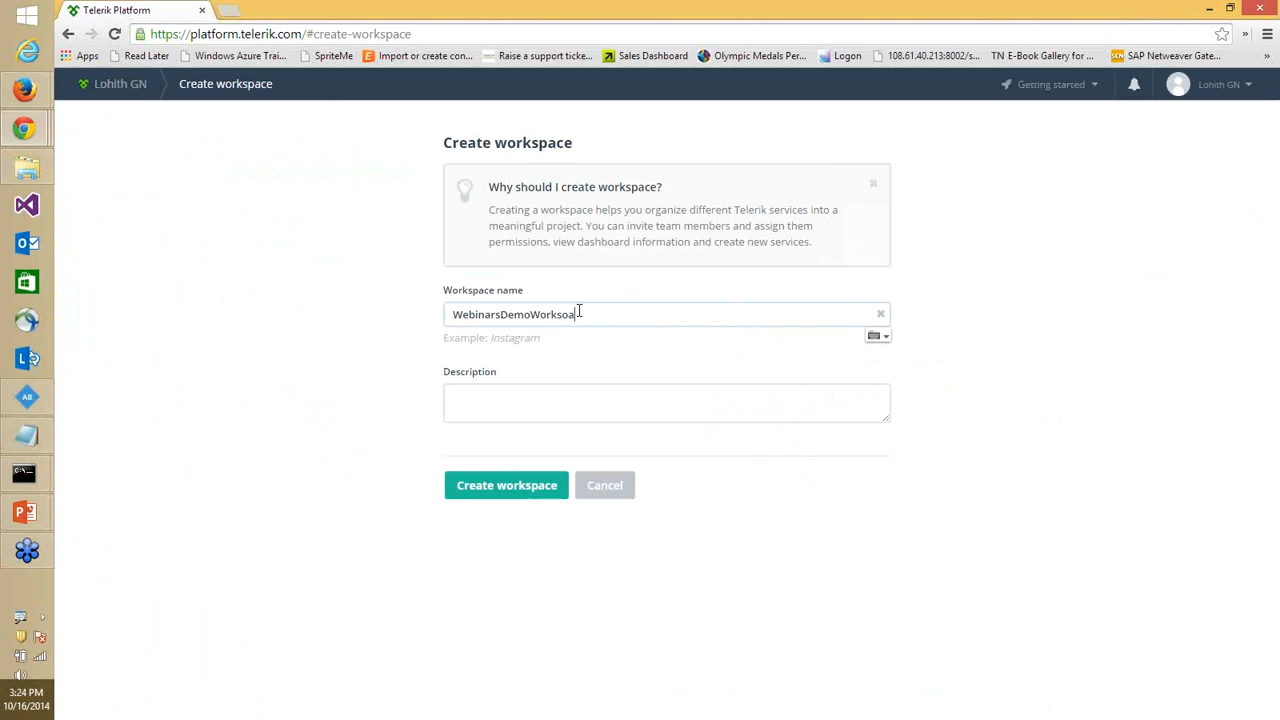 Telerik Platform
https://platform.telerik.com/#create-workspace
Apps Read Later Windows Azure Trai... SpriteMe Import or create con... Raise a support ticke... Sales Dashboard Olympic Medals Per... Logon 108.61.40.213:8002/s... TN E-Book Gallery for ... SAP Netweaver Gate... »
Lohith GN Create workspace Getting started Lohith GN
Create workspace
Why should I create workspace?
Creating a workspace helps you organize different Telerik services into a
meaningful project. You can invite team members and assign them
permissions, view dashboard information and create new services.
Workspace name
WebinarsDemoWorksoa
Example: Instagram
Description
Create workspace Cancel
3:24 PM
10/16/2014